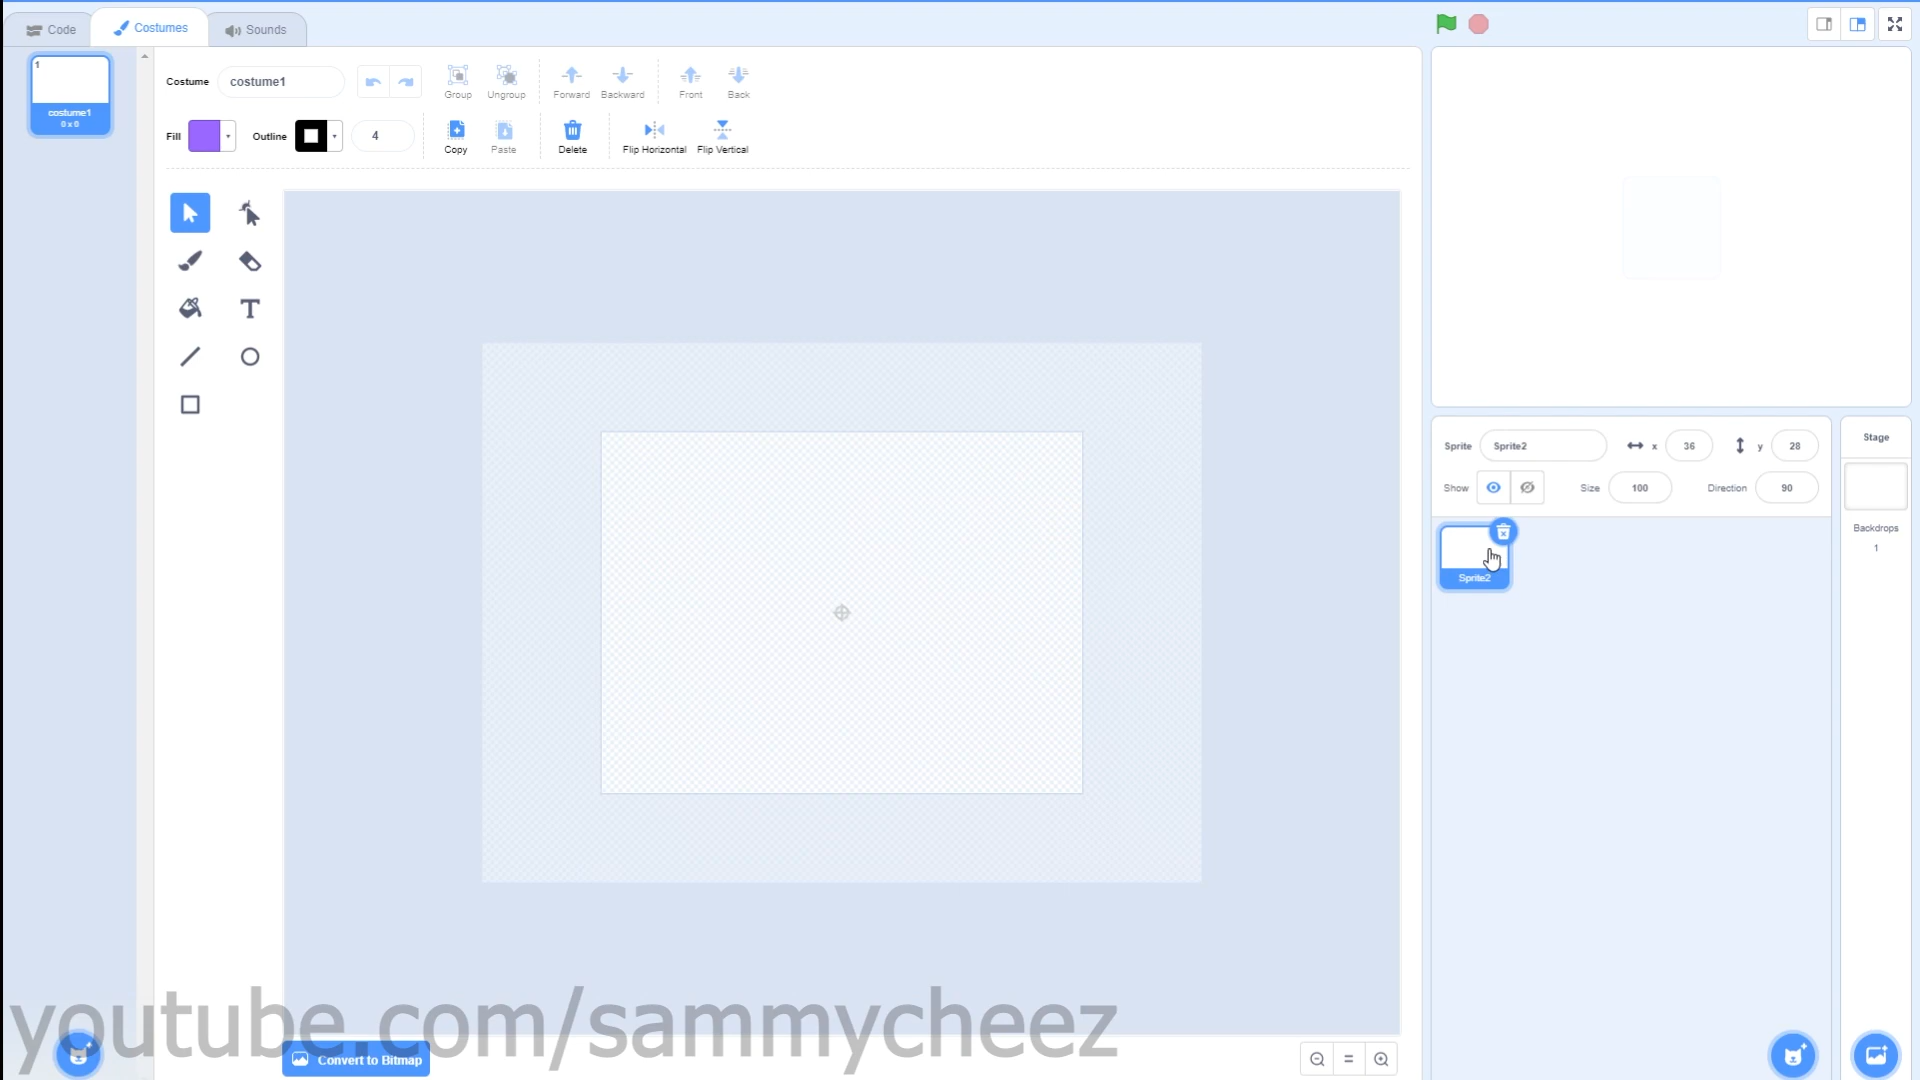 Code
Costumes
Sounds
1
costume1
0 x 0
Costume
costume1
Group
Ungroup
Forward
Backward
Front
Back
Fill
Outline
4
Copy
Paste
Delete
Flip Horizontal
Flip Vertical
Sprite
Sprite2
x
36
y
28
Show
Size
100
Direction
90
Sprite2
Stage
Backdrops
1
youtube.com/sammycheez
Convert to Bitmap